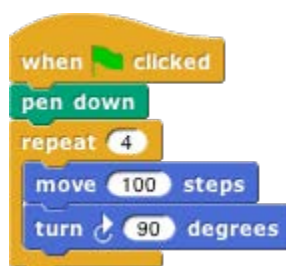 when clicked
pen down
repeat 4
move 100 steps
turn 90 degrees